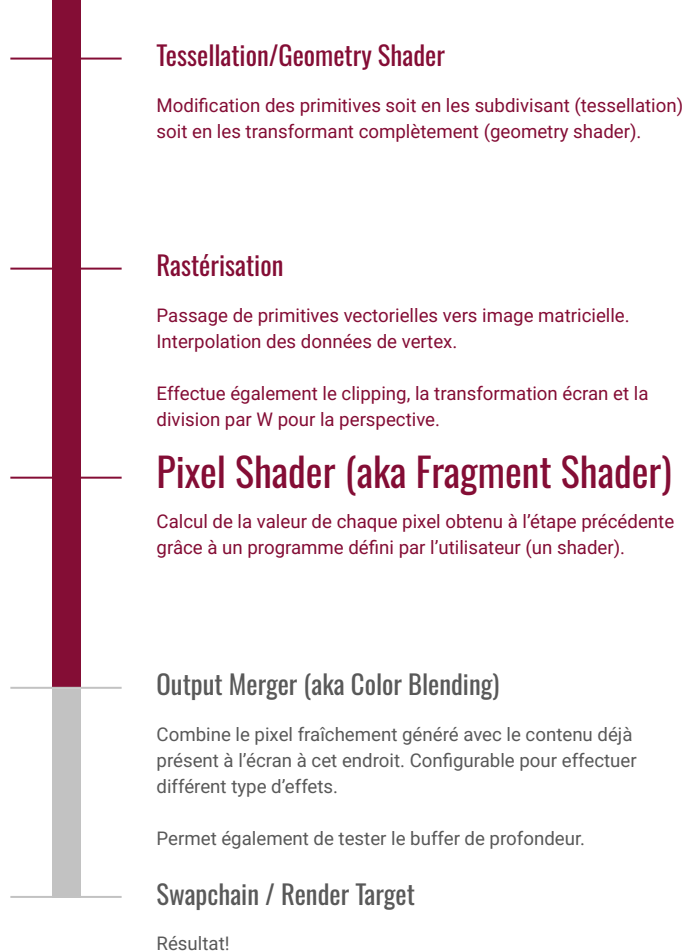 Tessellation/Geometry Shader
Modification des primitives soit en les subdivisant (tessellation)
soit en les transformant complètement (geometry shader).
Rastérisation
Passage de primitives vectorielles vers image matricielle.
Interpolation des données de vertex.
Effectue également le clipping, la transformation écran et la
division par W pour la perspective.
Pixel Shader (aka Fragment Shader)
Calcul de la valeur de chaque pixel obtenu à l’étape précédente
grâce à un programme défini par l’utilisateur (un shader).
Output Merger (aka Color Blending)
Combine le pixel fraîchement généré avec le contenu déjà
présent à l’écran à cet endroit. Configurable pour effectuer
différent type d’effets.
Permet également de tester le buffer de profondeur.
Swapchain / Render Target
Résultat!